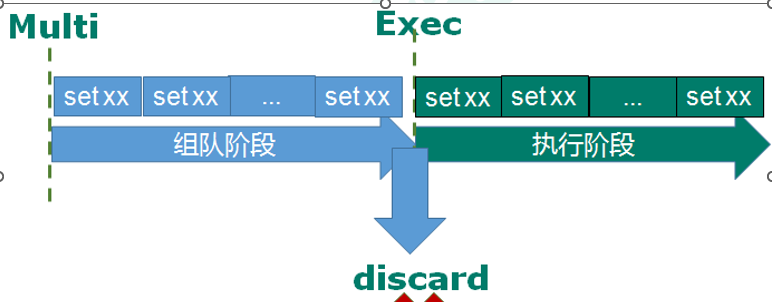 Multi Exec
set xx set xx ... set xx set xx set xx ... set xx
组队阶段 执行阶段
discard